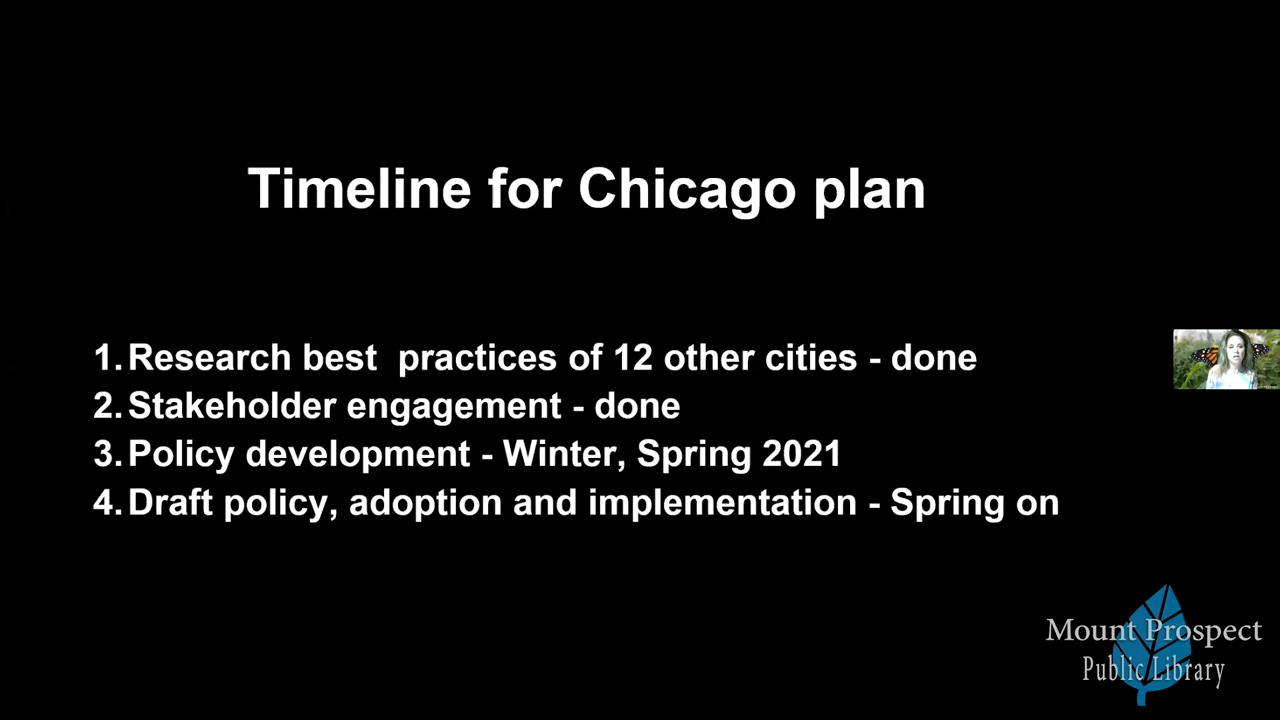 Timeline for Chicago plan
1. Research best practices of 12 other cities - done
2. Stakeholder engagement - done
3. Policy development - Winter, Spring 2021
4. Draft policy, adoption and implementation - Spring on
Mount Prospect
Public Library